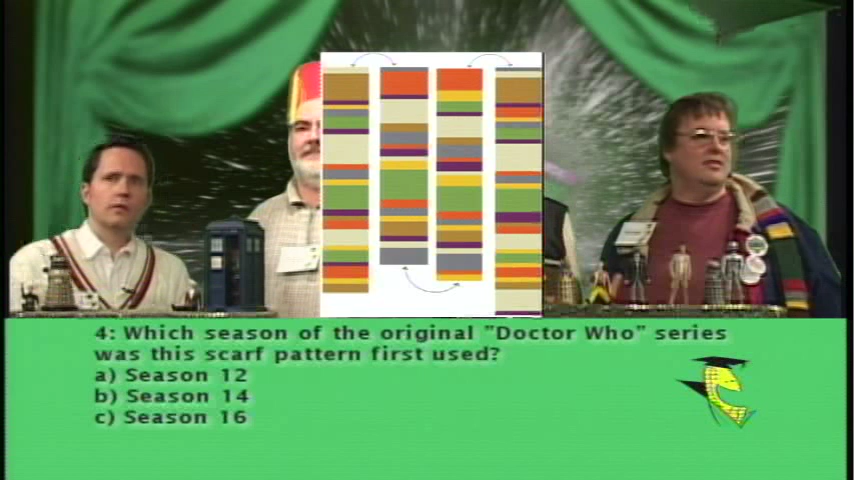 4: Which season of the original "Doctor Who" series
was this scarf pattern first used?
a) Season 12
b) Season 14
c) Season 16